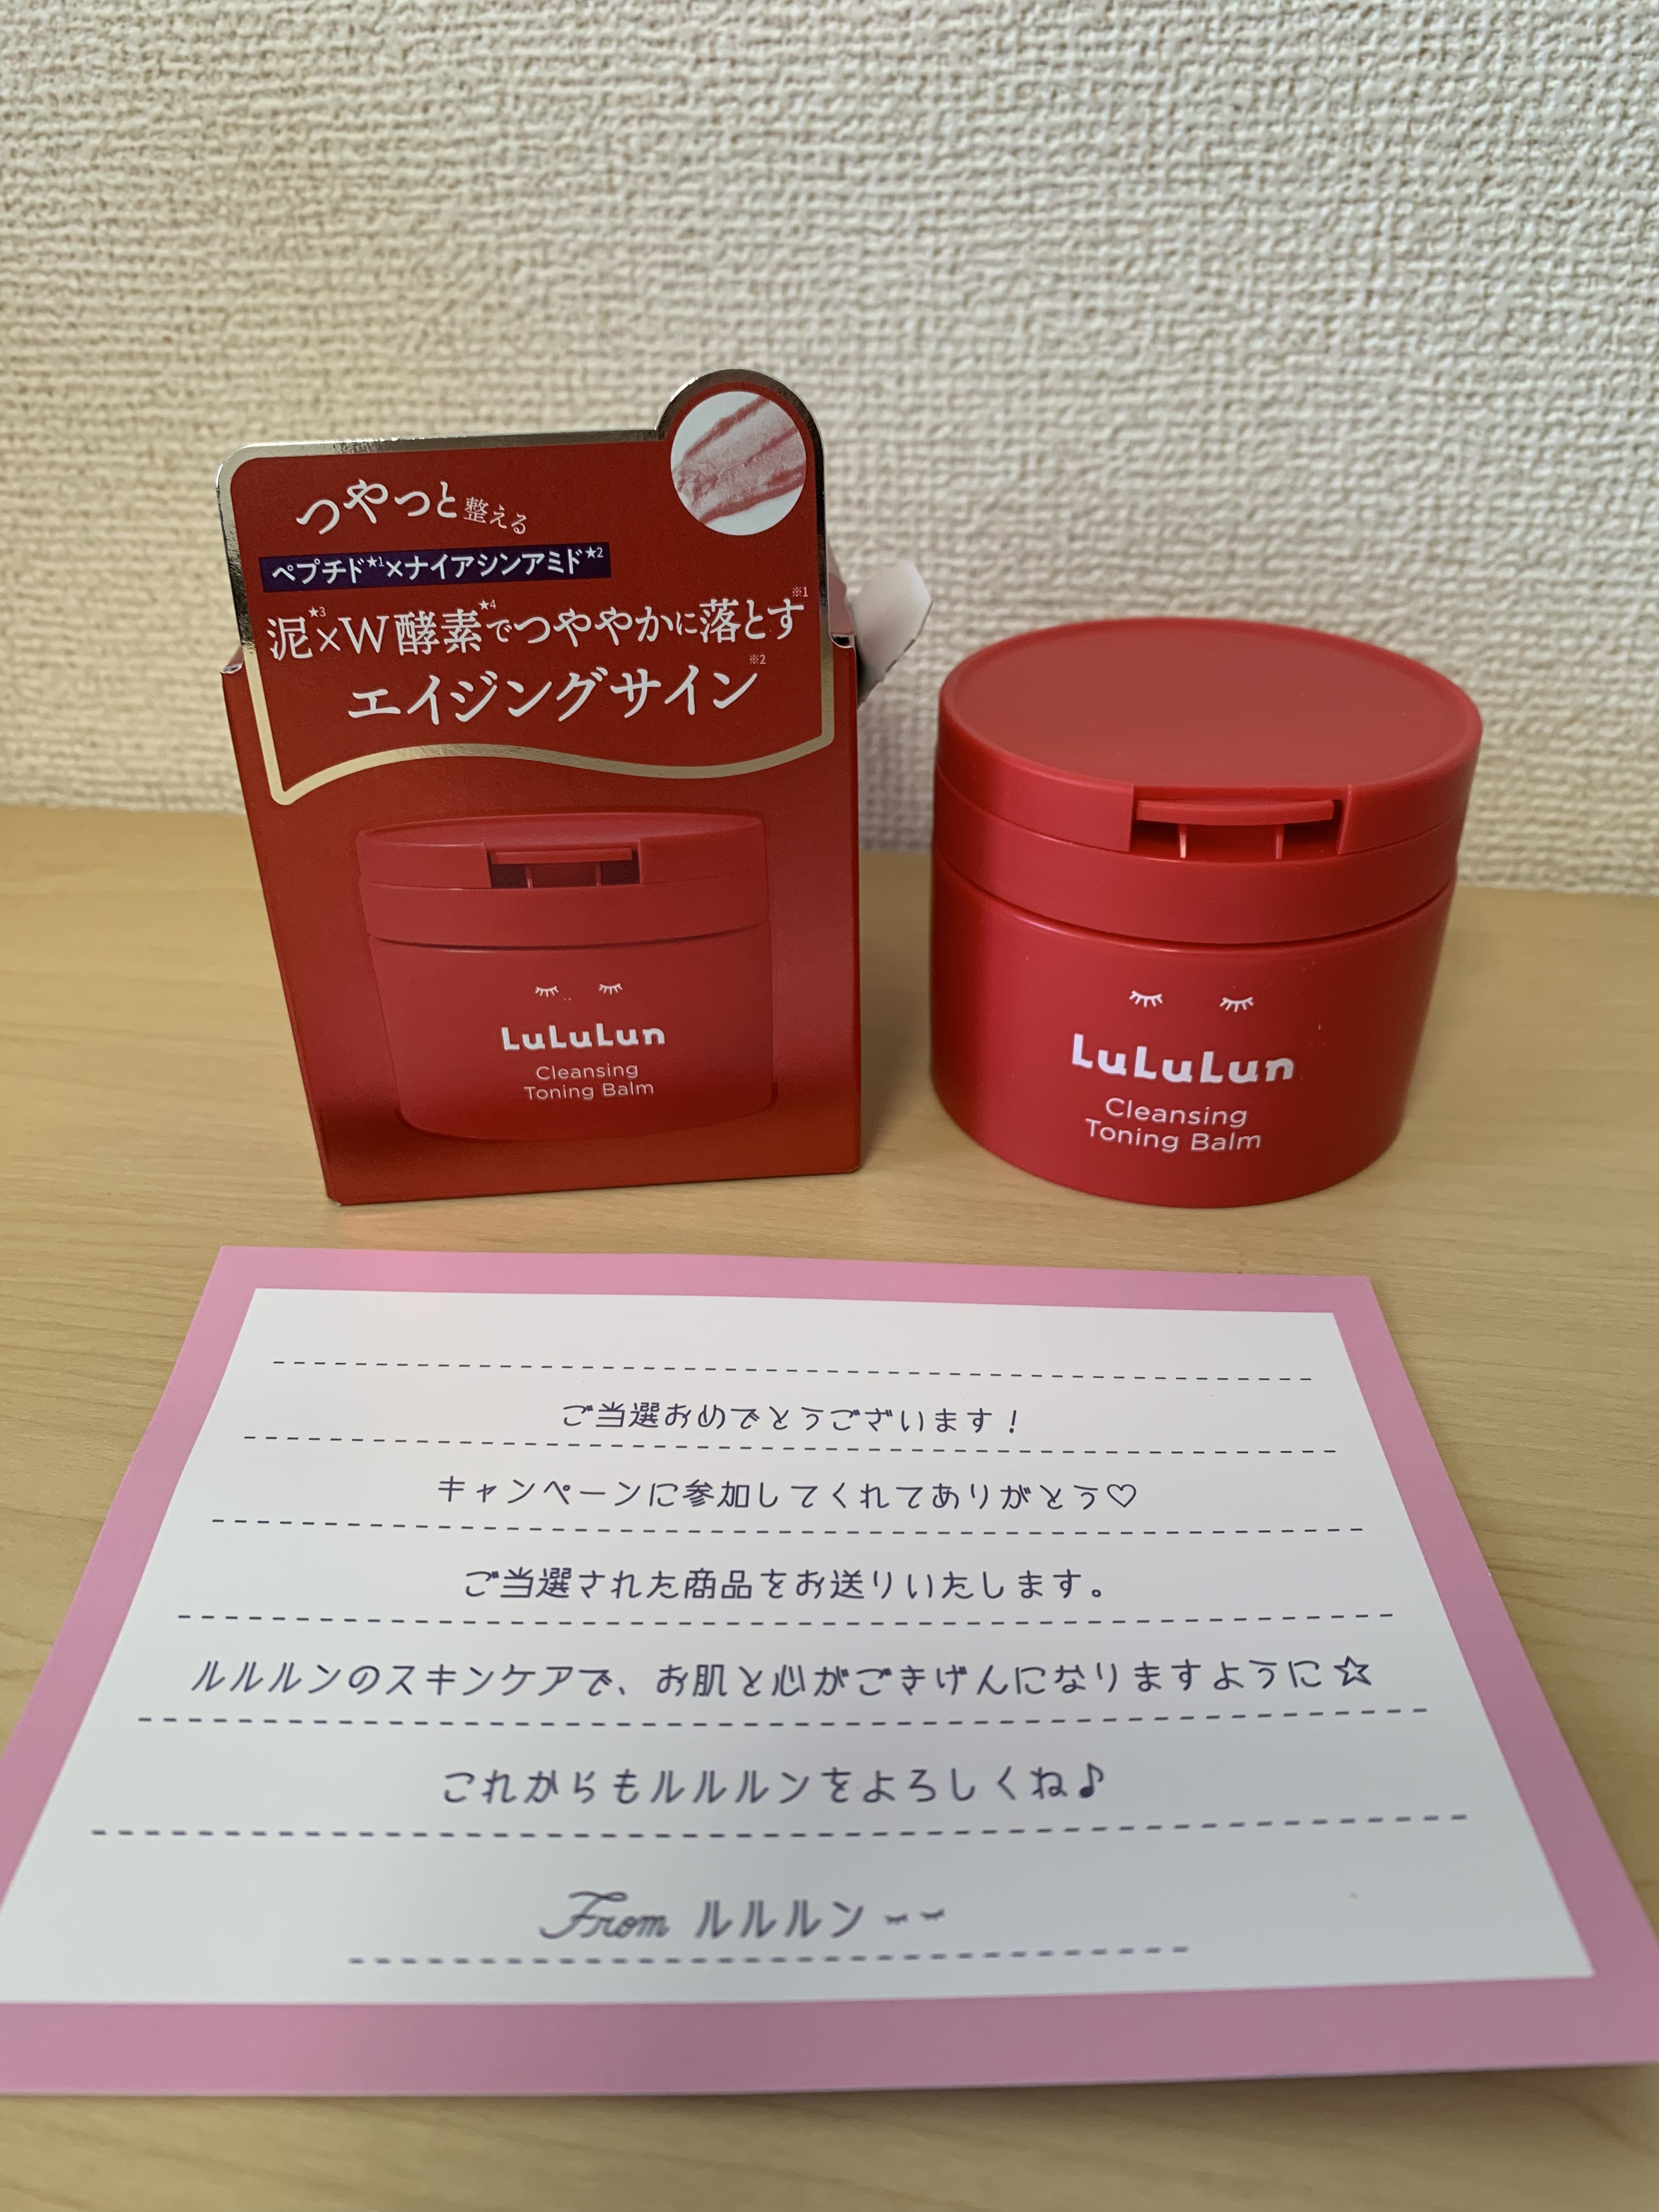 つやっと整える
ペプチド★1×ナイアシンアミド★2
泥★3×W酵素★4でつややかに落とす※1
エイジングサイン※2
LuLuLun
Cleansing
Toning Balm
LuLuLun
Cleansing
Toning Balm
ご当選おめでとうございます！
キャンペーンに参加してくれてありがとう♡
ご当選された商品をお送りいたします。
ルルルンのスキンケアで、お肌と心がごきげんになりますように☆
これからもルルルンをよろしくね♪
From ルルルン